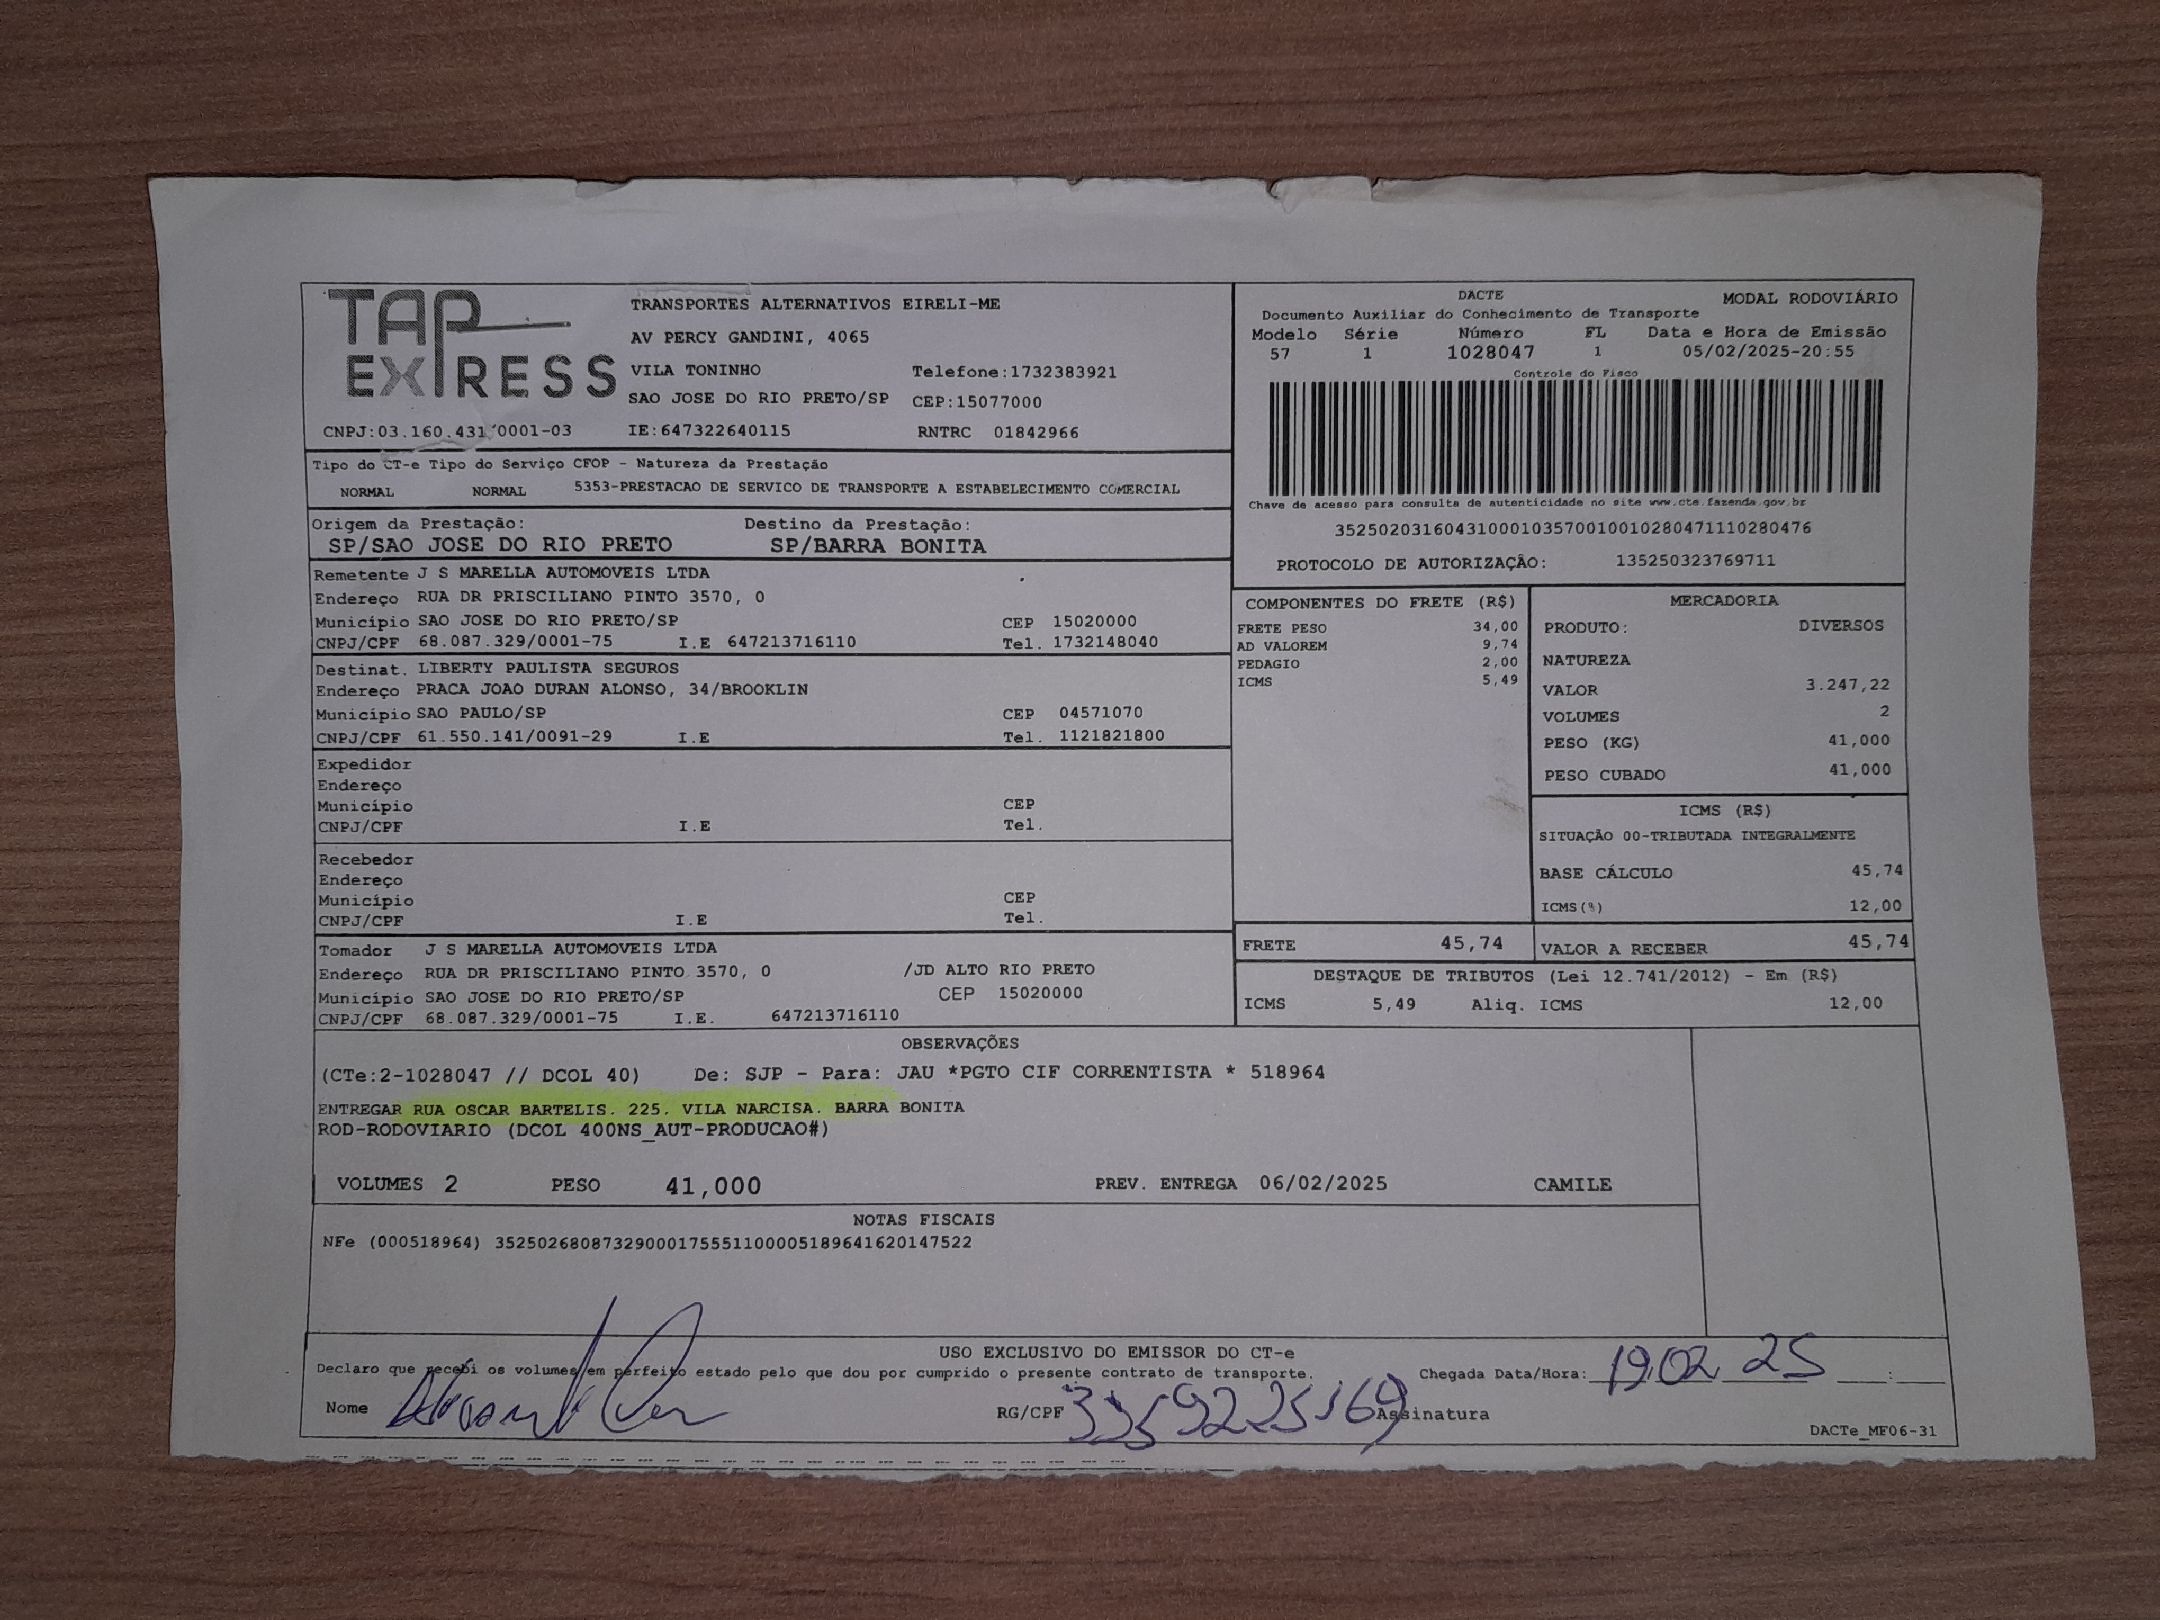 TAP EXPRESS
TRANSPORTES ALTERNATIVOS EIRELI-ME
AV PERCY GANDINI, 4065
VILA TONINHO Telefone:1732383921
SAO JOSE DO RIO PRETO/SP CEP:15077000
CNPJ:03.160.431/0001-03 IE:647322640115 RNTRC 01842966
DACTE MODAL RODOVIÁRIO
Documento Auxiliar do Conhecimento de Transporte
Modelo Série Número FL Data e Hora de Emissão
57 1 1028047 1 05/02/2025-20:55
Controle do Fisco
Chave de acesso para consulta de autenticidade no site www.cte.fazenda.gov.br
35250203160431000103570010010280471110280476
PROTOCOLO DE AUTORIZAÇÃO: 135250323769711
Tipo do CT-e Tipo do Serviço CFOP - Natureza da Prestação
NORMAL NORMAL 5353-PRESTACAO DE SERVICO DE TRANSPORTE A ESTABELECIMENTO COMERCIAL
Origem da Prestação: Destino da Prestação:
SP/SAO JOSE DO RIO PRETO SP/BARRA BONITA
Remetente J S MARELLA AUTOMOVEIS LTDA
Endereço RUA DR PRISCILIANO PINTO 3570, 0
Município SAO JOSE DO RIO PRETO/SP CEP 15020000
CNPJ/CPF 68.087.329/0001-75 I.E 647213716110 Tel. 1732148040
Destinat. LIBERTY PAULISTA SEGUROS
Endereço PRACA JOAO DURAN ALONSO, 34/BROOKLIN
Município SAO PAULO/SP CEP 04571070
CNPJ/CPF 61.550.141/0091-29 I.E Tel. 1121821800
Expedidor
Endereço
Município CEP
CNPJ/CPF I.E Tel.
Recebedor
Endereço
Município CEP
CNPJ/CPF I.E Tel.
Tomador J S MARELLA AUTOMOVEIS LTDA
Endereço RUA DR PRISCILIANO PINTO 3570, 0 /JD ALTO RIO PRETO
Município SAO JOSE DO RIO PRETO/SP CEP 15020000
CNPJ/CPF 68.087.329/0001-75 I.E. 647213716110
COMPONENTES DO FRETE (R$)
FRETE PESO 34,00
AD VALOREM 9,74
PEDAGIO 2,00
ICMS 5,49
MERCADORIA
PRODUTO: DIVERSOS
NATUREZA
VALOR 3.247,22
VOLUMES 2
PESO (KG) 41,000
PESO CUBADO 41,000
ICMS (R$)
SITUAÇÃO 00-TRIBUTADA INTEGRALMENTE
BASE CÁLCULO 45,74
ICMS(%) 12,00
FRETE 45,74 VALOR A RECEBER 45,74
DESTAQUE DE TRIBUTOS (Lei 12.741/2012) - Em (R$)
ICMS 5,49 Aliq. ICMS 12,00
OBSERVAÇÕES
(CTe:2-1028047 // DCOL 40) De: SJP - Para: JAU *PGTO CIF CORRENTISTA * 518964
ENTREGAR RUA OSCAR BARTELIS. 225. VILA NARCISA. BARRA BONITA
ROD-RODOVIARIO (DCOL 400NS_AUT-PRODUCAO#)
VOLUMES 2 PESO 41,000 PREV. ENTREGA 06/02/2025 CAMILE
NOTAS FISCAIS
NFe (000518964) 35250268087329000175551100005189641620147522
USO EXCLUSIVO DO EMISSOR DO CT-e
Declaro que recebi os volumes em perfeito estado pelo que dou por cumprido o presente contrato de transporte. Chegada Data/Hora: 19.02 25 ____:____
Nome RG/CPF Assinatura
DACTe_MF06-31